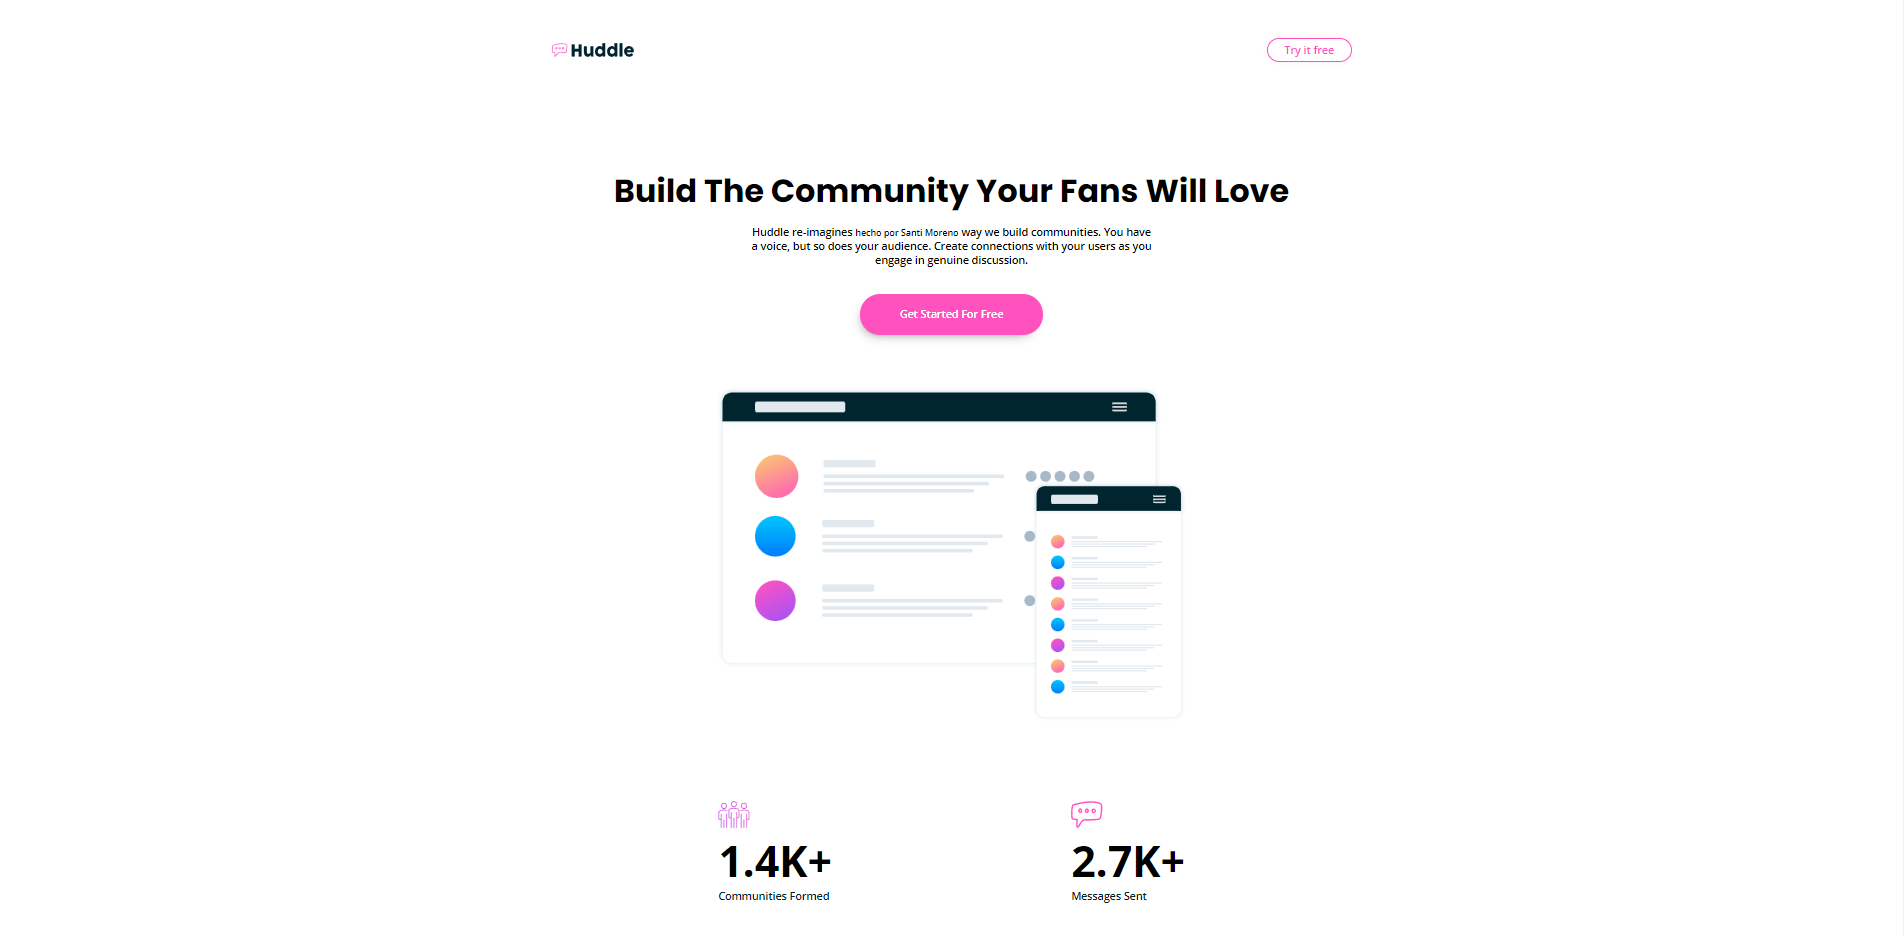 Huddle
Try it free
Build The Community Your Fans Will Love
Huddle re-imagines hecho por Santi Moreno way we build communities. You have
a voice, but so does your audience. Create connections with your users as you
engage in genuine discussion.
Get Started For Free
1.4K+
Communities Formed
2.7K+
Messages Sent